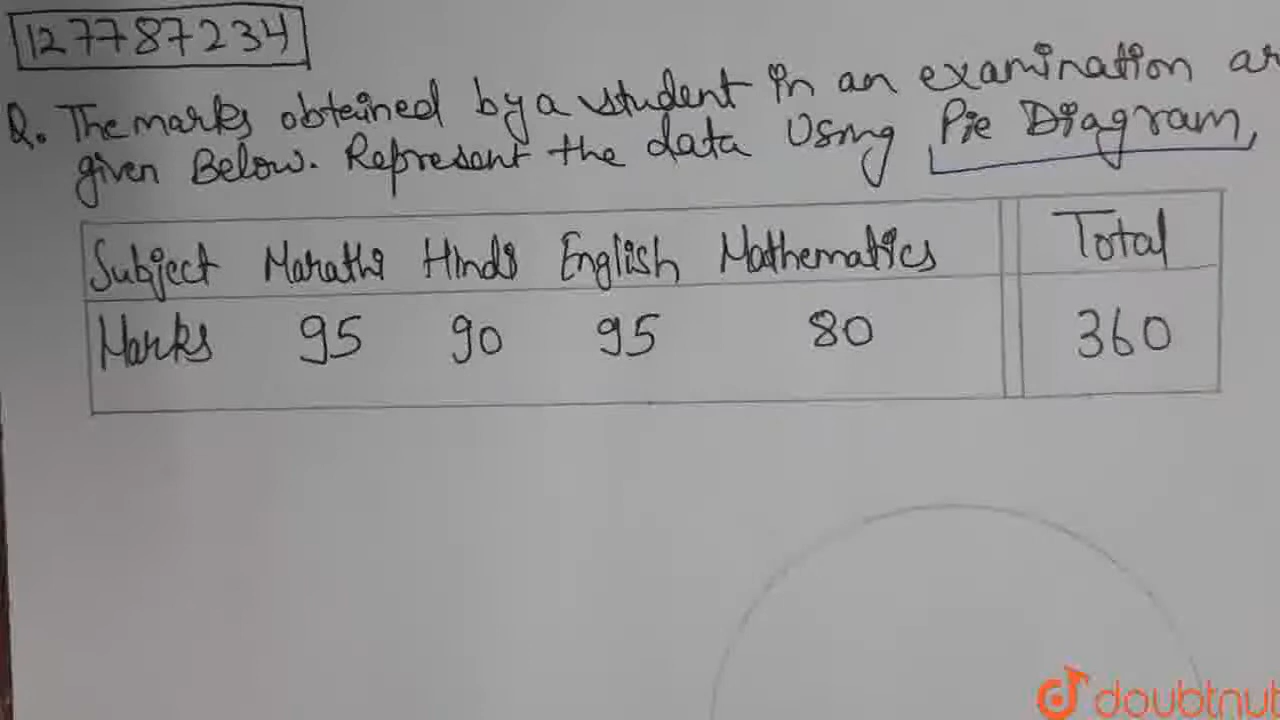 127787234
Q. The marks obtained by a student in an examination ar
given Below. Represent the data Using Pie Diagram,
Subject Marathi Hindi English Mathematics Total
Marks 95 90 95 80 360
doubtnut